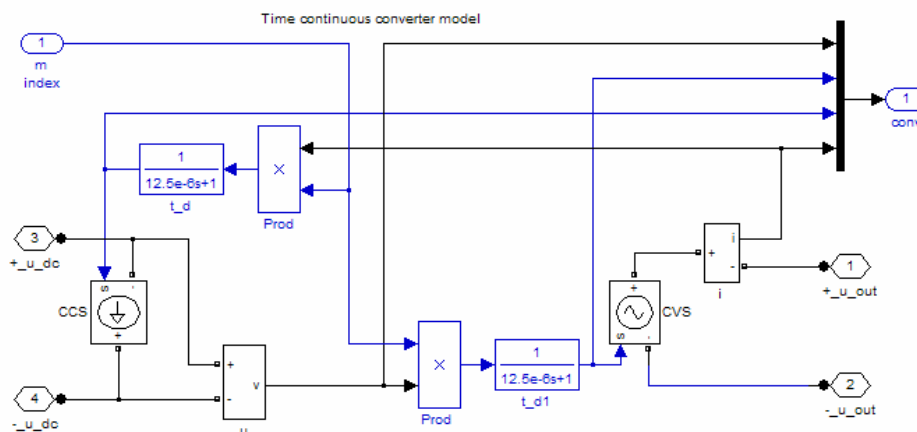 Time continuous converter model
1
m
index
1
conv
×
Prod
1
12.5e-6s+1
t_d
3
+_u_dc
s
-
CCS
+
4
-_u_dc
+
-
v
×
Prod
1
12.5e-6s+1
t_d1
+
s
-
CVS
+
-
i
i
1
+_u_out
2
-_u_out